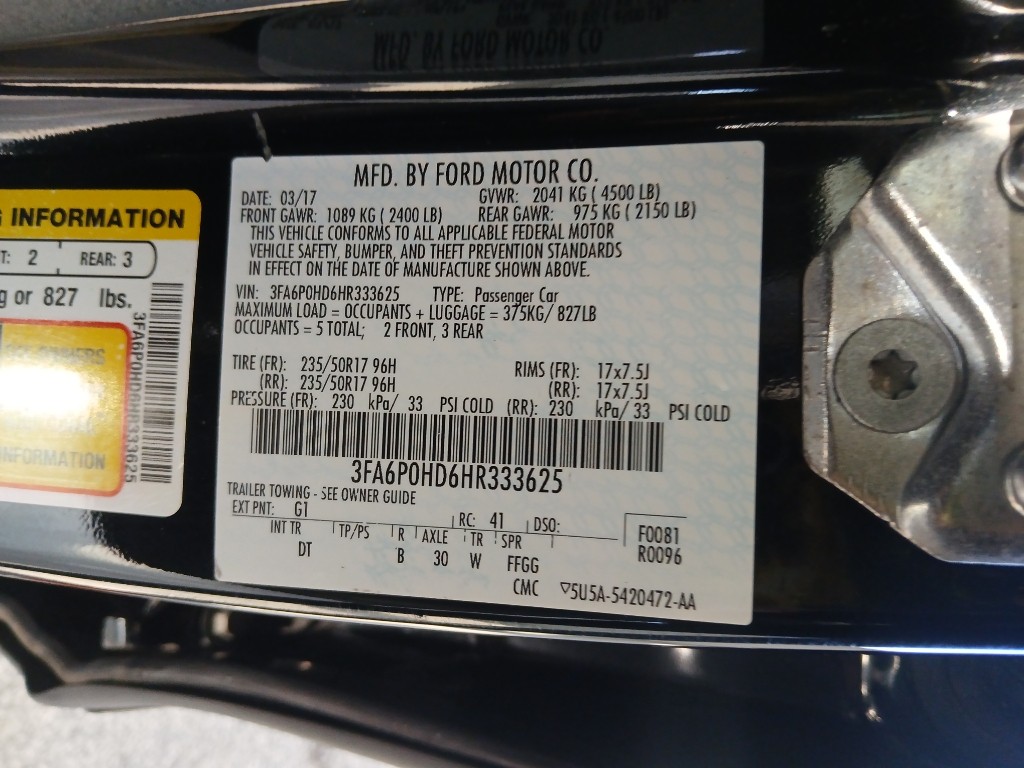 MFD. BY FORD MOTOR CO.
INFORMATION
2 REAR: 3
g or 827 lbs.
3FA6P0HD6HR333625
NFORMATION
MFD. BY FORD MOTOR CO.
DATE: 03/17 GVWR: 2041 KG ( 4500 LB)
FRONT GAWR: 1089 KG ( 2400 LB) REAR GAWR: 975 KG ( 2150 LB)
THIS VEHICLE CONFORMS TO ALL APPLICABLE FEDERAL MOTOR
VEHICLE SAFETY, BUMPER, AND THEFT PREVENTION STANDARDS
IN EFFECT ON THE DATE OF MANUFACTURE SHOWN ABOVE.
VIN: 3FA6P0HD6HR333625 TYPE: Passenger Car
MAXIMUM LOAD = OCCUPANTS + LUGGAGE = 375KG/ 827LB
OCCUPANTS = 5 TOTAL; 2 FRONT, 3 REAR
TIRE (FR): 235/50R17 96H RIMS (FR): 17x7.5J
(RR): 235/50R17 96H (RR): 17x7.5J
PRESSURE (FR): 230 kPa/ 33 PSI COLD (RR): 230 kPa/ 33 PSI COLD
3FA6P0HD6HR333625
TRAILER TOWING - SEE OWNER GUIDE
EXT PNT: G1 RC: 41 DSO: F0081
INT TR TP/PS R AXLE TR SPR R0096
DT B 30 W FFGG
CMC ▽5U5A-5420472-AA